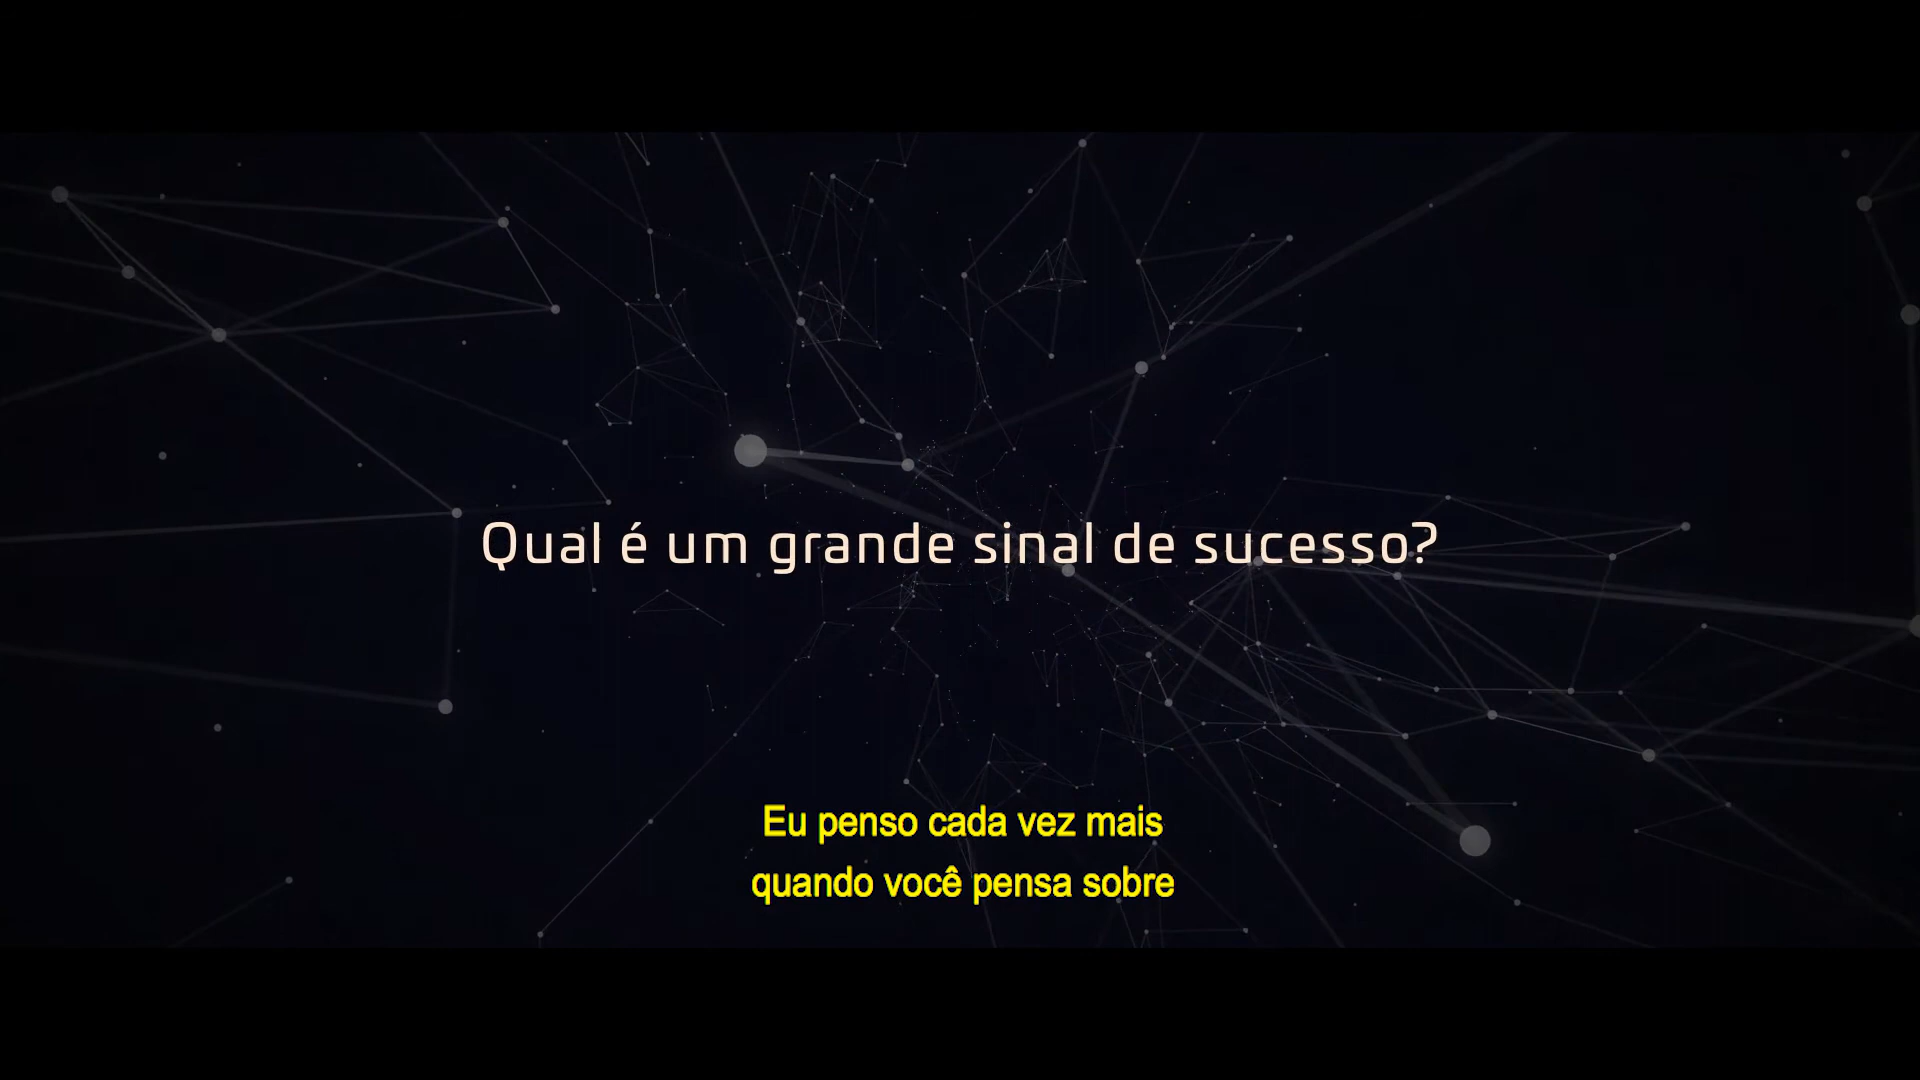 Qual é um grande sinal de sucesso?
Eu penso cada vez mais
quando você pensa sobre